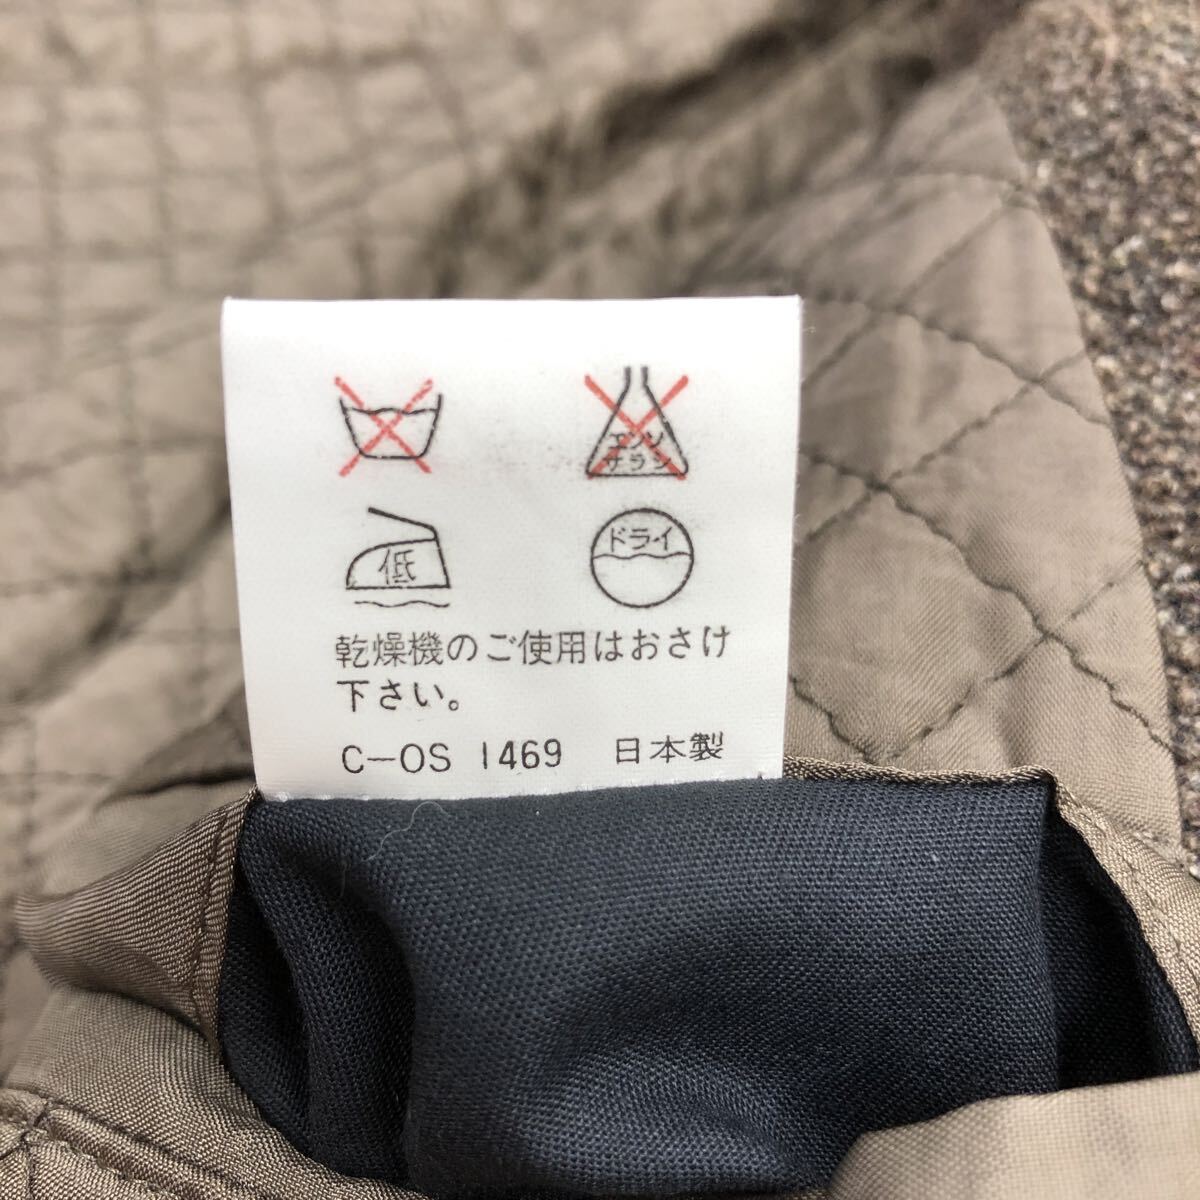 エンソ
サラシ
低
ドライ
乾燥機のご使用はおさけ
下さい。
C-OS 1469 日本製